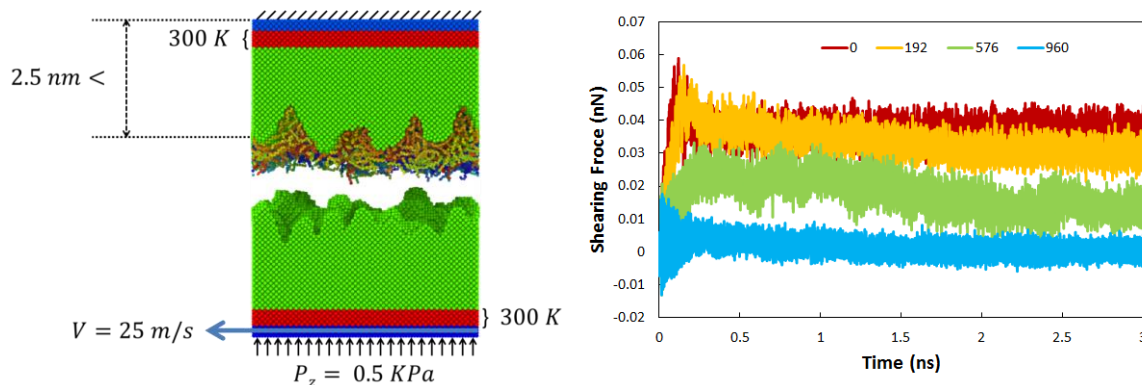 300 K {
2.5 nm <
} 300 K
V = 25 m/s
P_z = 0.5 KPa
0 192 576 960
0.07
0.06
0.05
0.04
0.03
0.02
0.01
0
-0.01
-0.02
Shearing Froce (nN)
0 0.5 1 1.5 2 2.5 3
Time (ns)